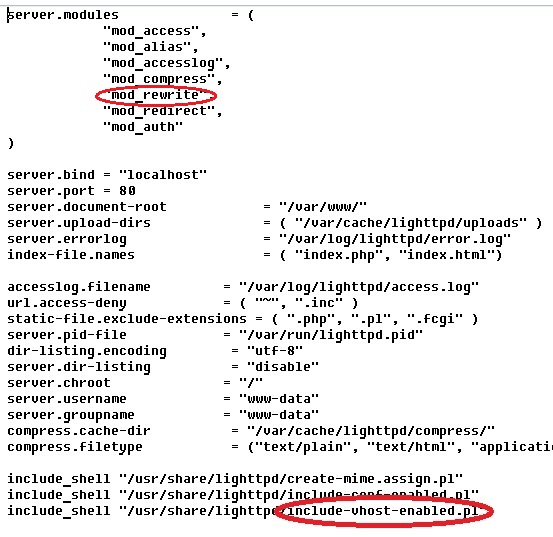 server.modules = (
"mod_access",
"mod_alias",
"mod_accesslog",
"mod_compress",
"mod_rewrite",
"mod_redirect",
"mod_auth"
)
server.bind = "localhost"
server.port = 80
server.document-root = "/var/www/"
server.upload-dirs = ( "/var/cache/lighttpd/uploads" )
server.errorlog = "/var/log/lighttpd/error.log"
index-file.names = ( "index.php", "index.html")
accesslog.filename = "/var/log/lighttpd/access.log"
url.access-deny = ( "~", ".inc" )
static-file.exclude-extensions = ( ".php", ".pl", ".fcgi" )
server.pid-file = "/var/run/lighttpd.pid"
dir-listing.encoding = "utf-8"
server.dir-listing = "disable"
server.chroot = "/"
server.username = "www-data"
server.groupname = "www-data"
compress.cache-dir = "/var/cache/lighttpd/compress/"
compress.filetype = ("text/plain", "text/html", "applicatio
include_shell "/usr/share/lighttpd/create-mime.assign.pl"
include_shell "/usr/share/lighttpd/include-conf-enabled.pl"
include_shell "/usr/share/lighttpd/include-vhost-enabled.pl"